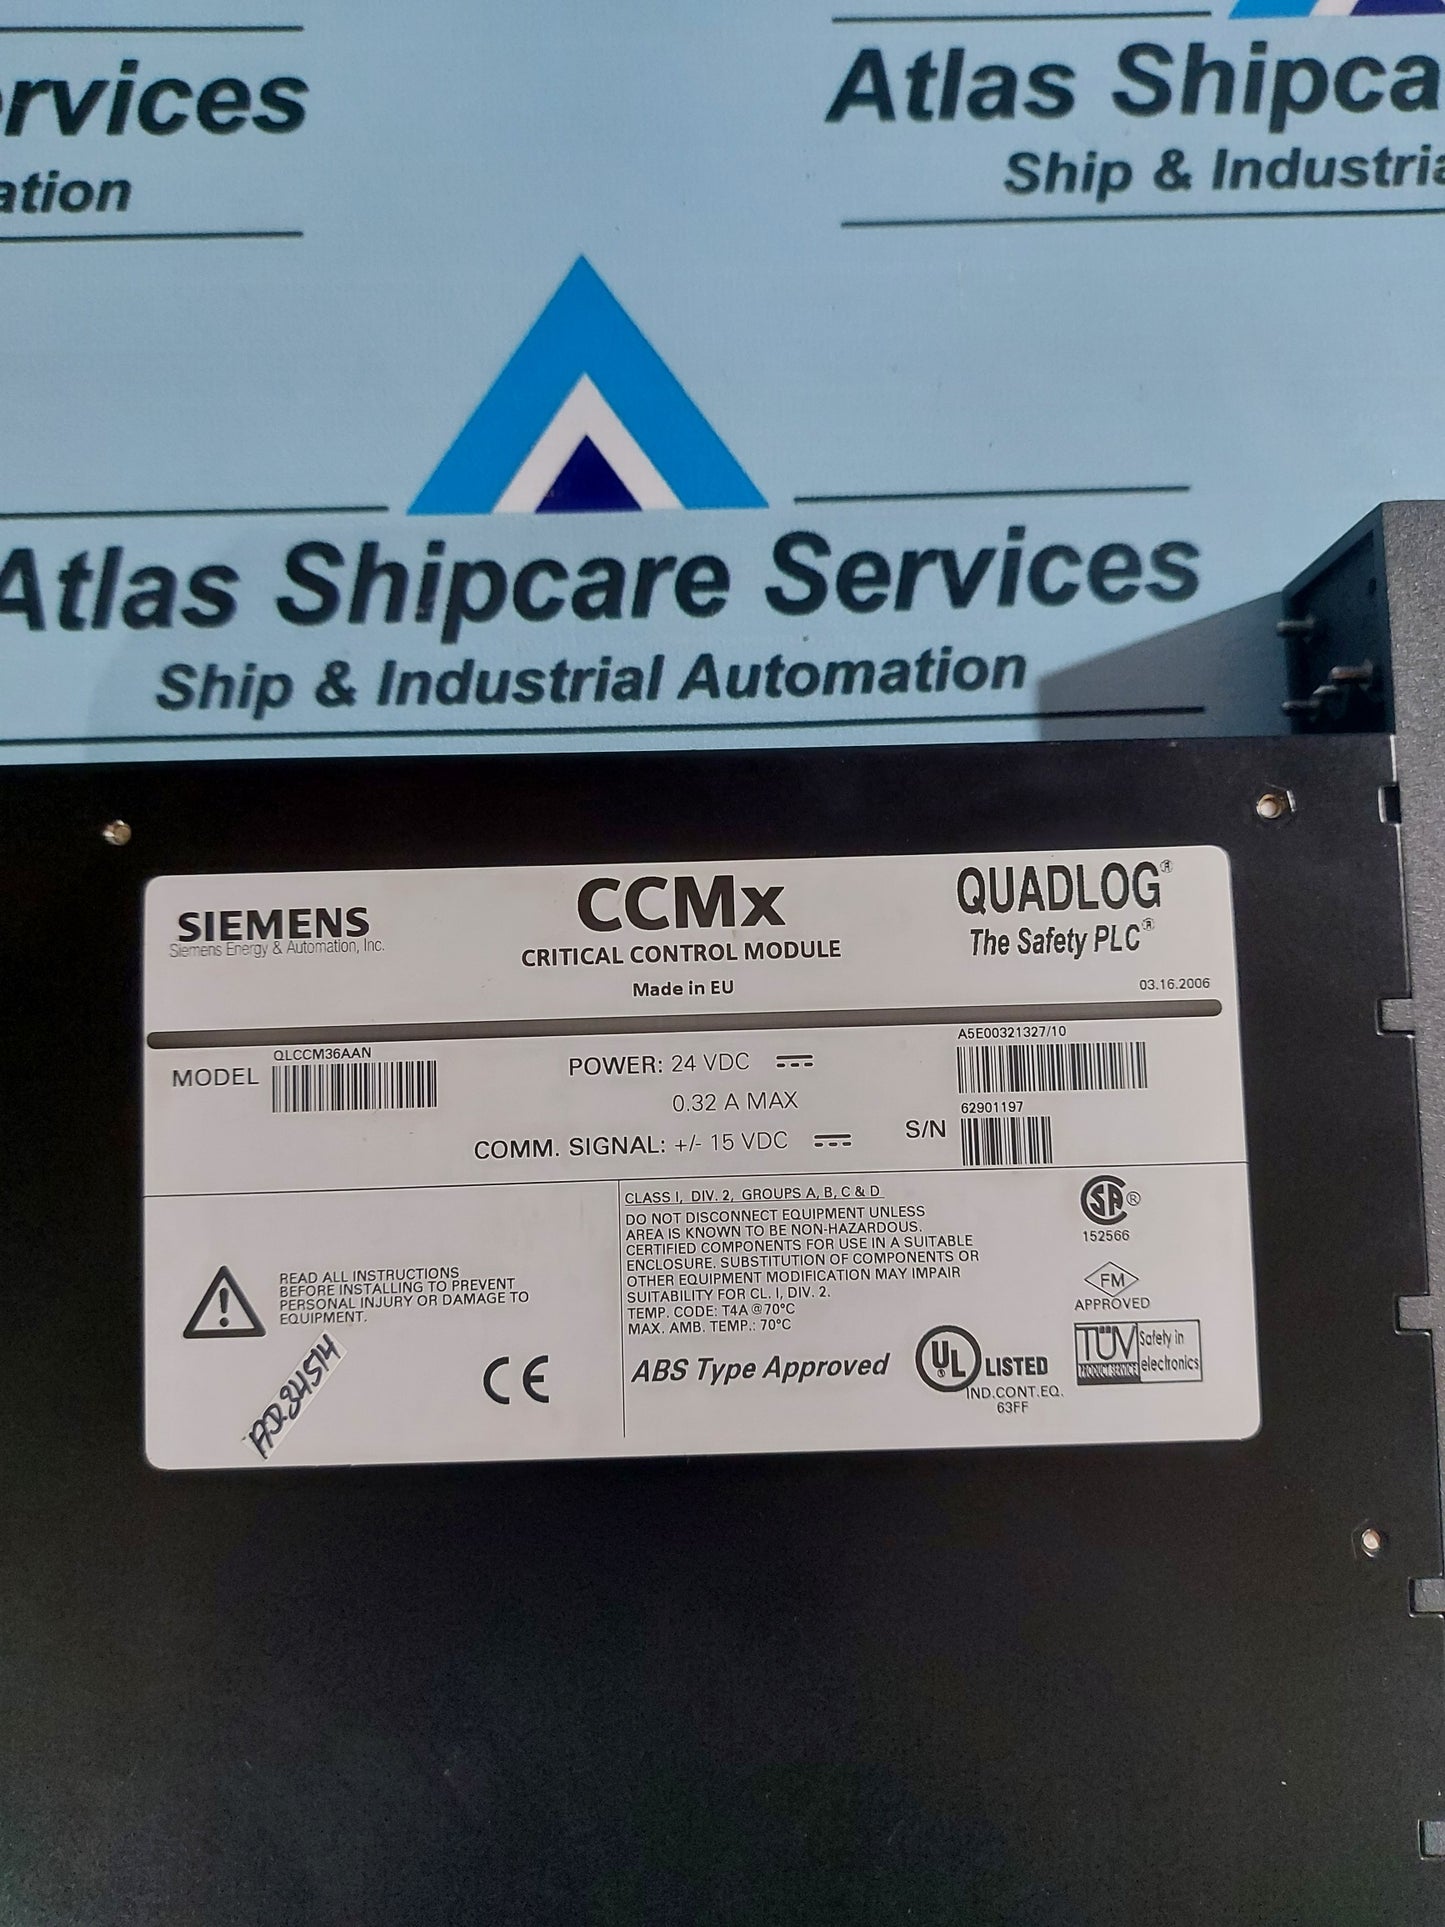 ervices
Atlas Shipca
ation
Ship & Industria
Atlas Shipcare Services
Ship & Industrial Automation
SIEMENS
Siemens Energy & Automation, Inc.
CCMx
CRITICAL CONTROL MODULE
Made in EU
QUADLOG®
The Safety PLC®
03.16.2006
MODEL
QLCCM36AAN
POWER: 24 VDC
0.32 A MAX
COMM. SIGNAL: +/- 15 VDC
A5E00321327/10
S/N
62901197
READ ALL INSTRUCTIONS
BEFORE INSTALLING TO PREVENT
PERSONAL INJURY OR DAMAGE TO
EQUIPMENT.
CE
CLASS I, DIV. 2, GROUPS A, B, C & D
DO NOT DISCONNECT EQUIPMENT UNLESS
AREA IS KNOWN TO BE NON-HAZARDOUS.
CERTIFIED COMPONENTS FOR USE IN A SUITABLE
ENCLOSURE. SUBSTITUTION OF COMPONENTS OR
OTHER EQUIPMENT MODIFICATION MAY IMPAIR
SUITABILITY FOR CL. I, DIV. 2.
TEMP. CODE: T4A @ 70°C
MAX. AMB. TEMP.: 70°C
ABS Type Approved
UL® LISTED
IND.CONT.EQ.
63FF
SA®
152566
FM
APPROVED
TÜV
PRODUCT SERVICE
Safety in
electronics